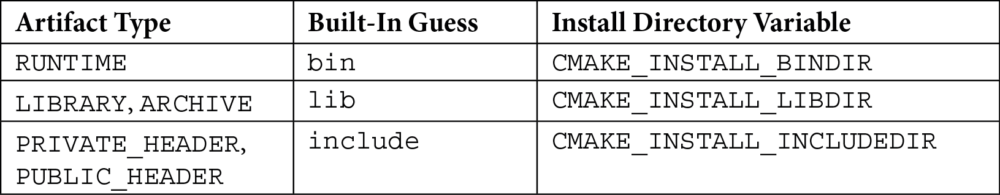 Artifact Type Built-In Guess Install Directory Variable
RUNTIME bin CMAKE_INSTALL_BINDIR
LIBRARY, ARCHIVE lib CMAKE_INSTALL_LIBDIR
PRIVATE_HEADER, include CMAKE_INSTALL_INCLUDEDIR
PUBLIC_HEADER